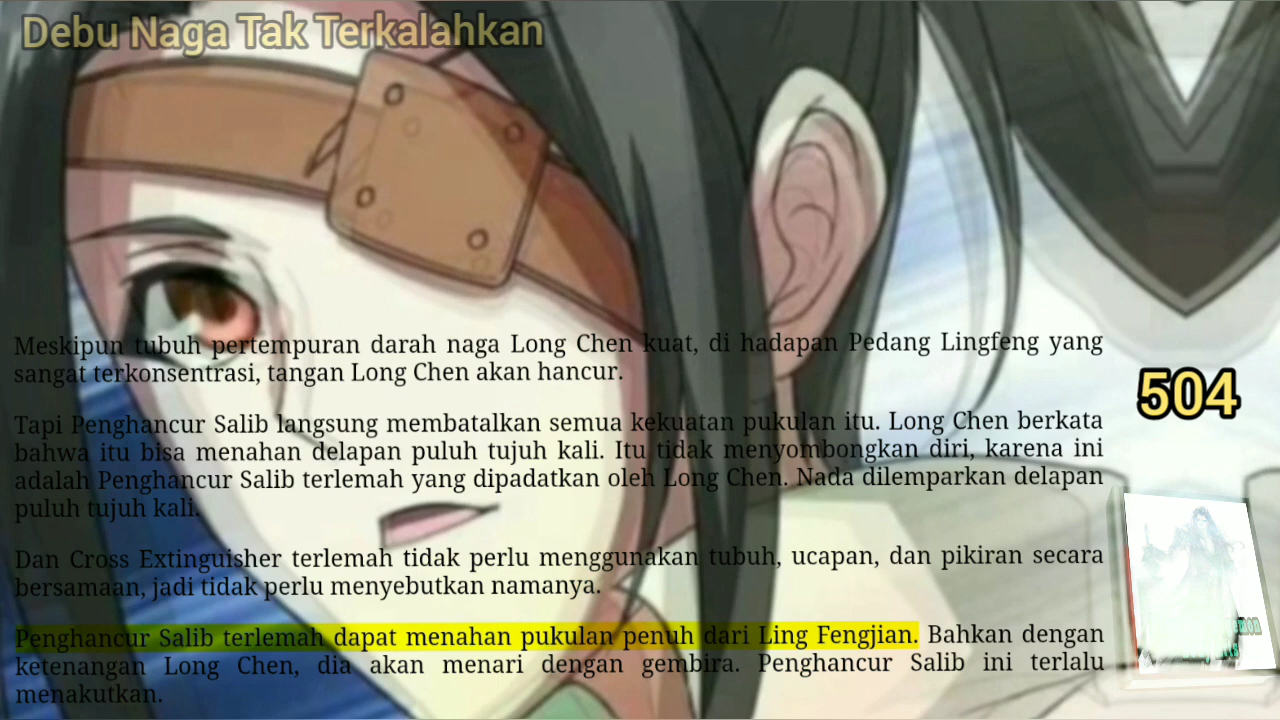 Debu Naga Tak Terkalahkan
Meskipun tubuh pertempuran darah naga Long Chen kuat, di hadapan Pedang Lingfeng yang
sangat terkonsentrasi, tangan Long Chen akan hancur.
Tapi Penghancur Salib langsung membatalkan semua kekuatan pukulan itu. Long Chen berkata
bahwa itu bisa menahan delapan puluh tujuh kali. Itu tidak menyombongkan diri, karena ini
adalah Penghancur Salib terlemah yang dipadatkan oleh Long Chen. Nada dilemparkan delapan
puluh tujuh kali.
Dan Cross Extinguisher terlemah tidak perlu menggunakan tubuh, ucapan, dan pikiran secara
bersamaan, jadi tidak perlu menyebutkan namanya.
Penghancur Salib terlemah dapat menahan pukulan penuh dari Ling Fengjian. Bahkan dengan
ketenangan Long Chen, dia akan menari dengan gembira. Penghancur Salib ini terlalu
menakutkan.
504